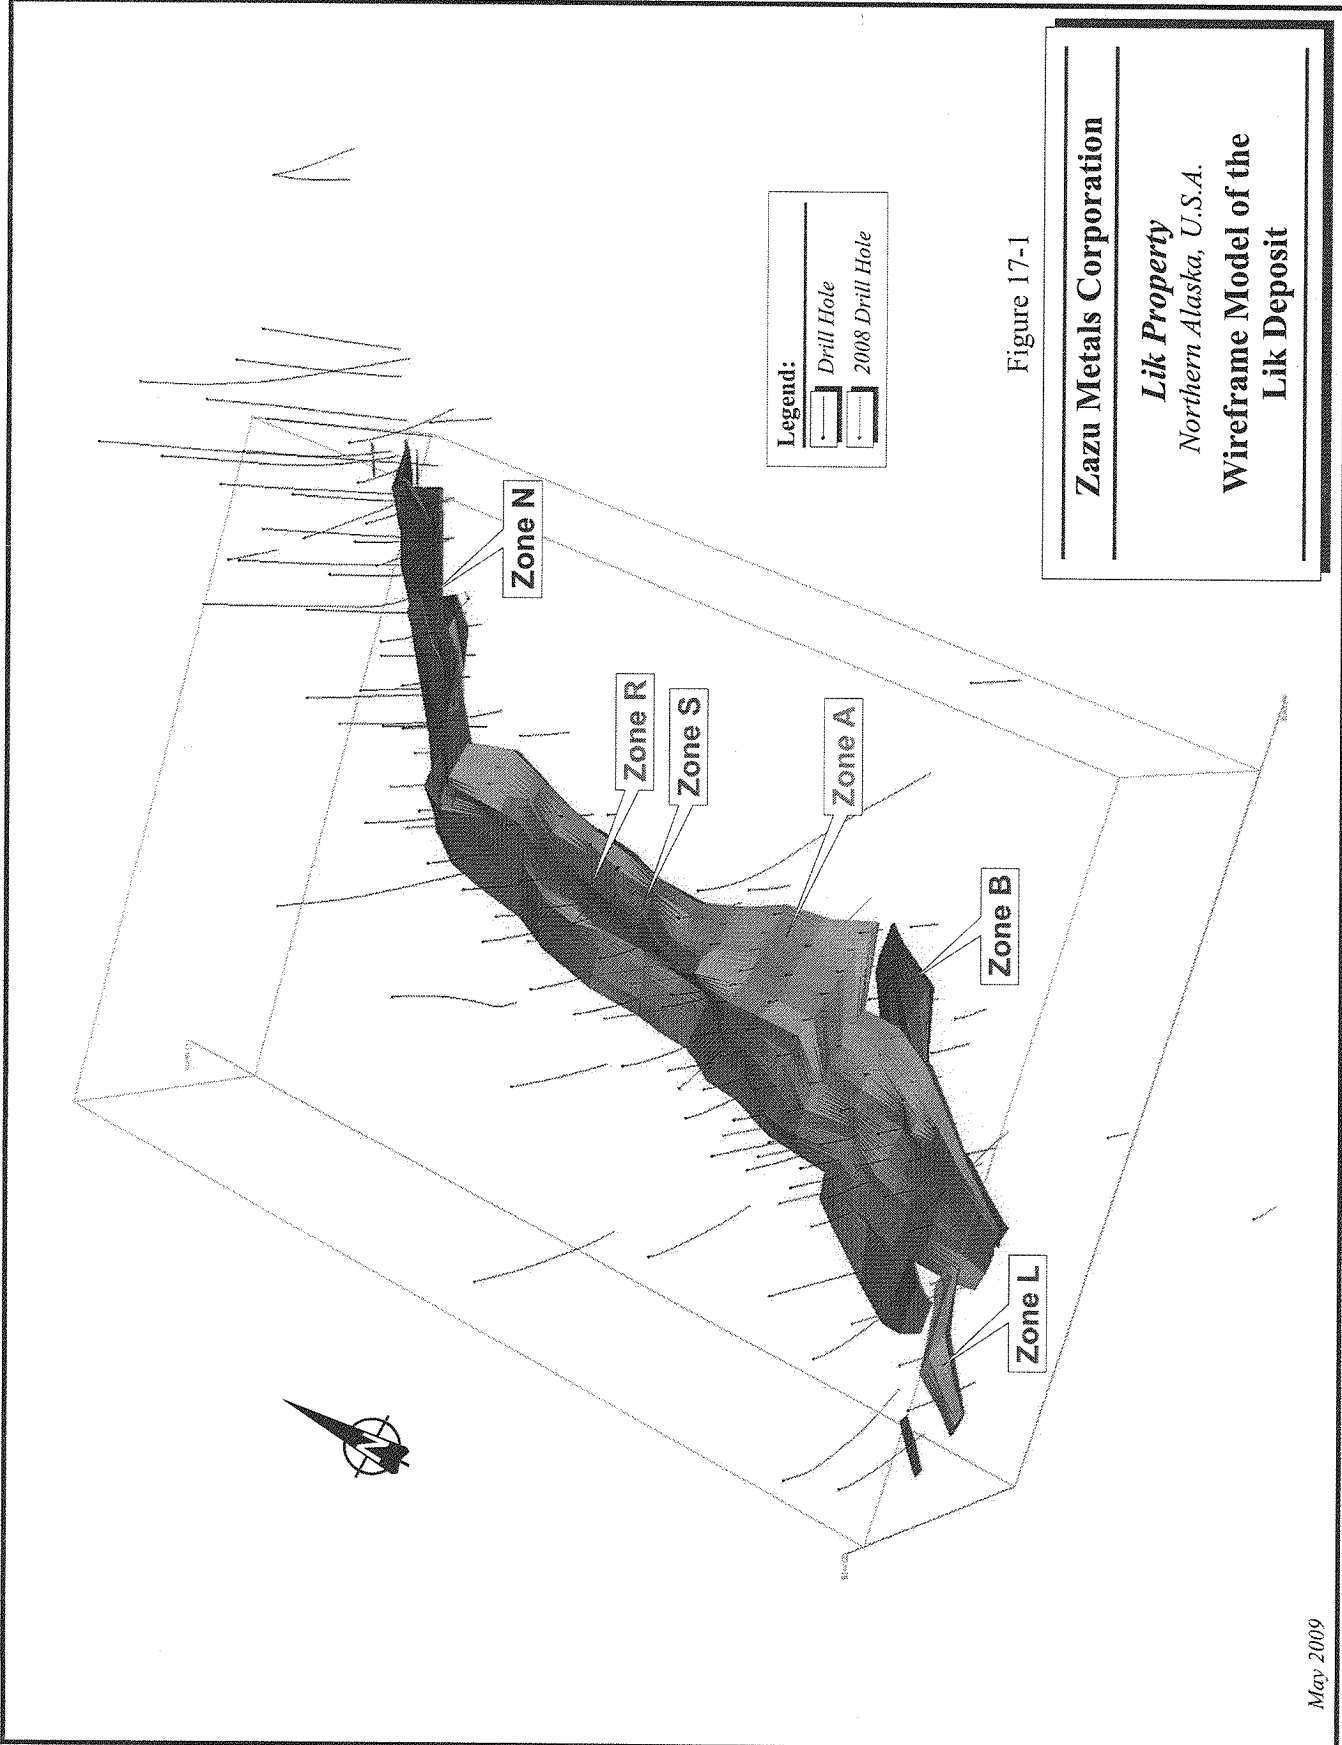 Zone N
Zone R
Zone S
Zone A
Zone B
Zone L
N
Legend:
Drill Hole
2008 Drill Hole
Figure 17-1
Zazu Metals Corporation
Lik Property
Northern Alaska, U.S.A.
Wireframe Model of the
Lik Deposit
May 2009